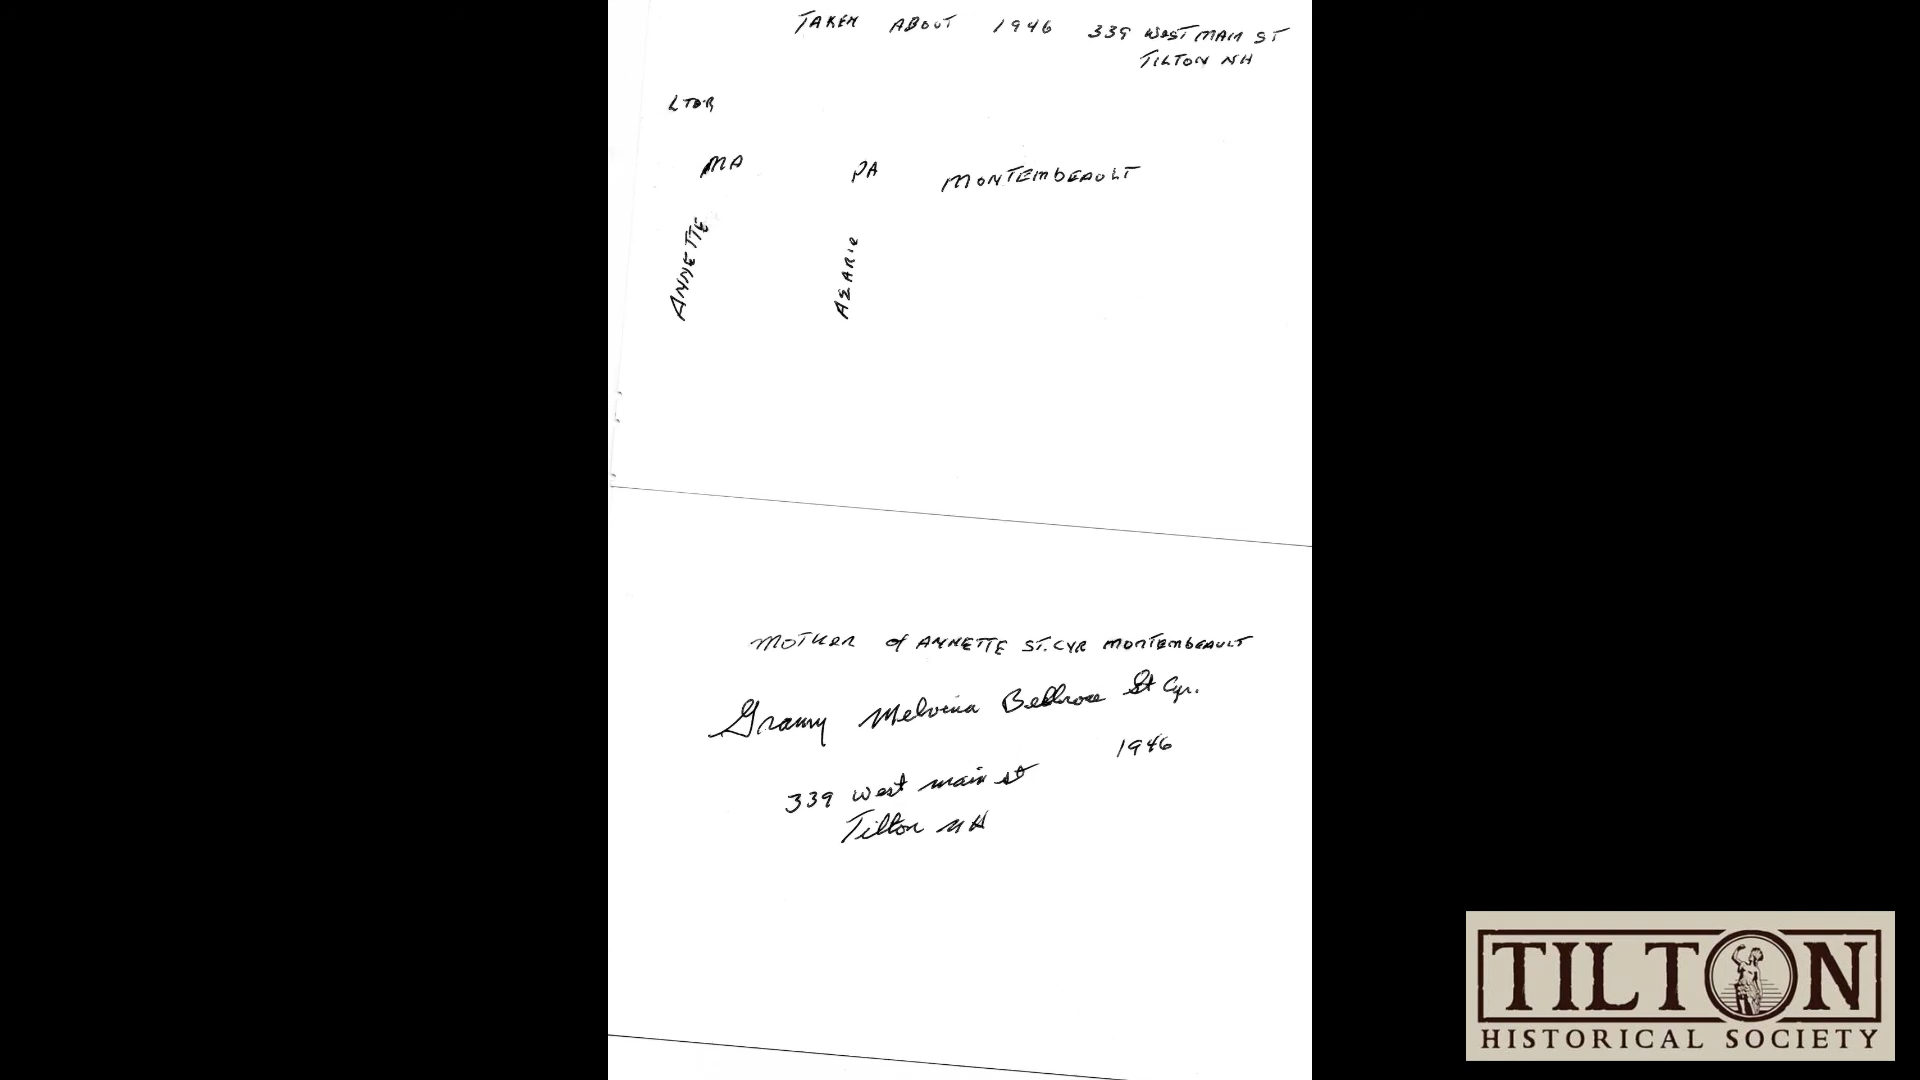 TAKEN ABOUT 1946 339 WEST MAIN ST
TILTON NH
L TO R
MA PA MONTEMBEAULT
ANNETTE AZARIE
MOTHER of ANNETTE ST. CYR MONTEMBEAULT
Granny Melvina Bellrose St Cyr.
1946
339 West main st
Tilton NH
TILTON
HISTORICAL SOCIETY